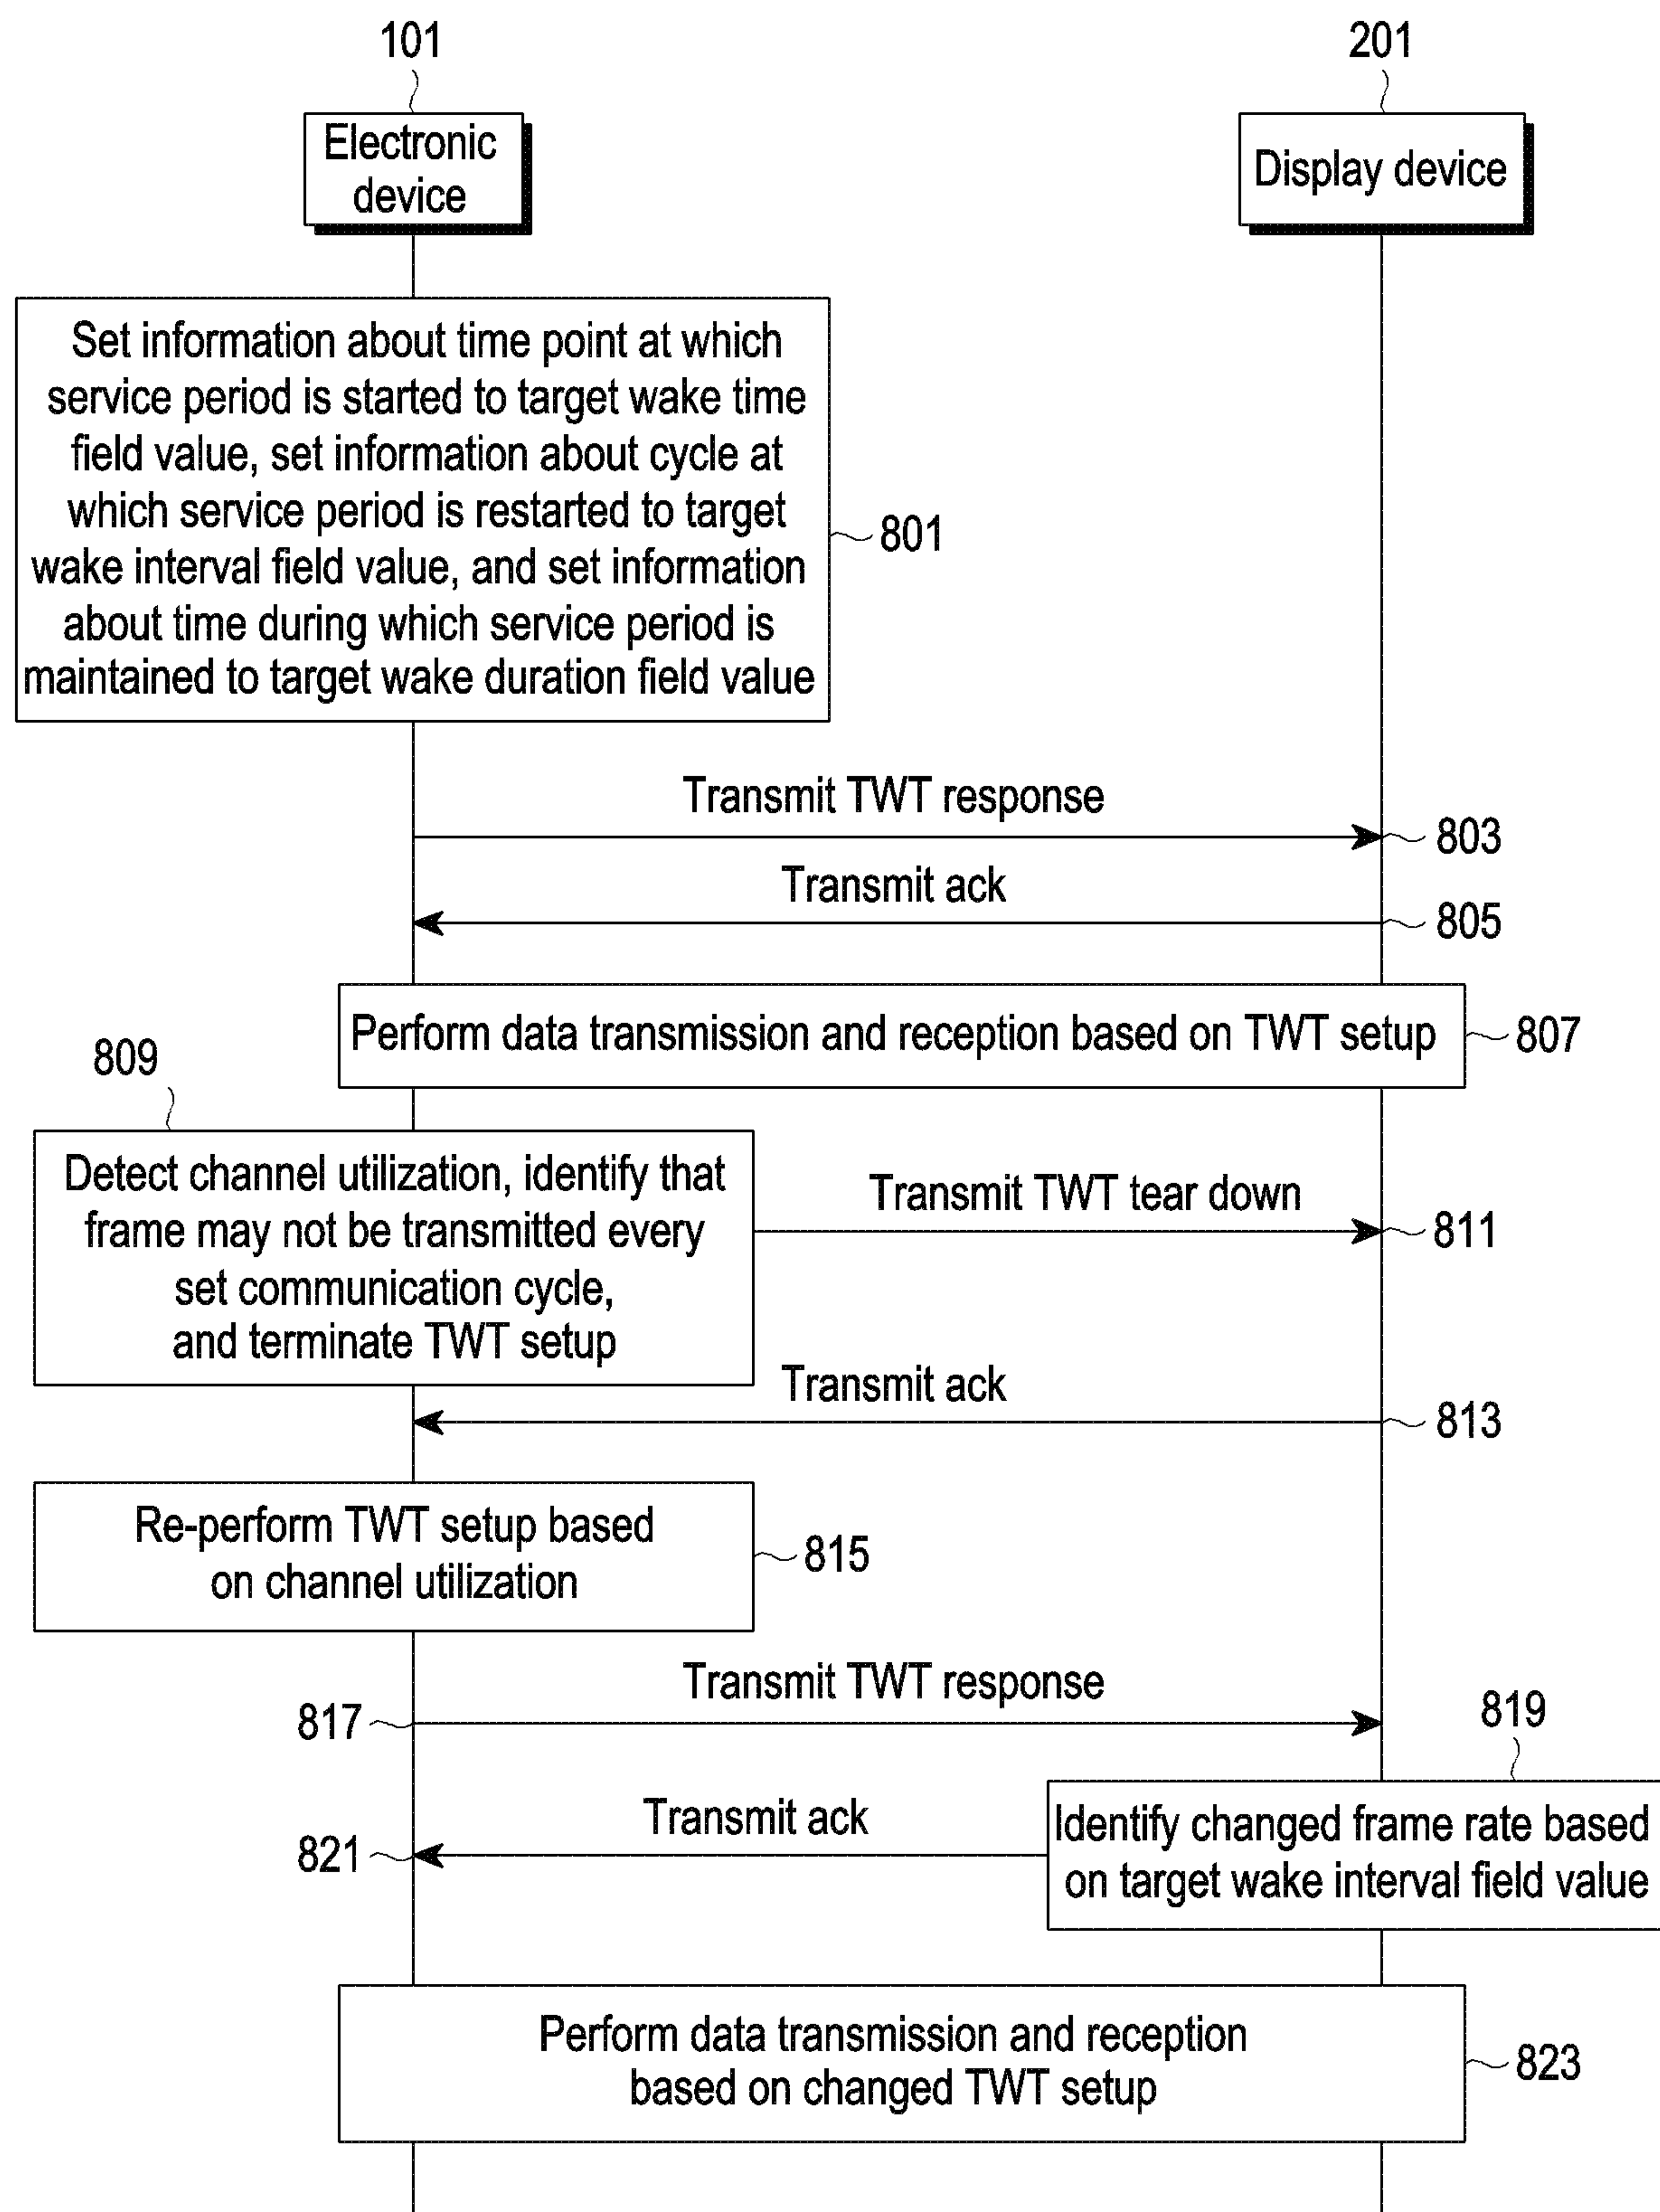 101
201
Electronic
device
Display device
Set information about time point at which
service period is started to target wake time
field value, set information about cycle at
which service period is restarted to target
wake interval field value, and set information
about time during which service period is
maintained to target wake duration field value
801
Transmit TWT response
803
Transmit ack
805
Perform data transmission and reception based on TWT setup
807
809
Detect channel utilization, identify that
frame may not be transmitted every
set communication cycle,
and terminate TWT setup
Transmit TWT tear down
811
Transmit ack
813
Re-perform TWT setup based
on channel utilization
815
Transmit TWT response
817
819
Identify changed frame rate based
on target wake interval field value
Transmit ack
821
Perform data transmission and reception
based on changed TWT setup
823